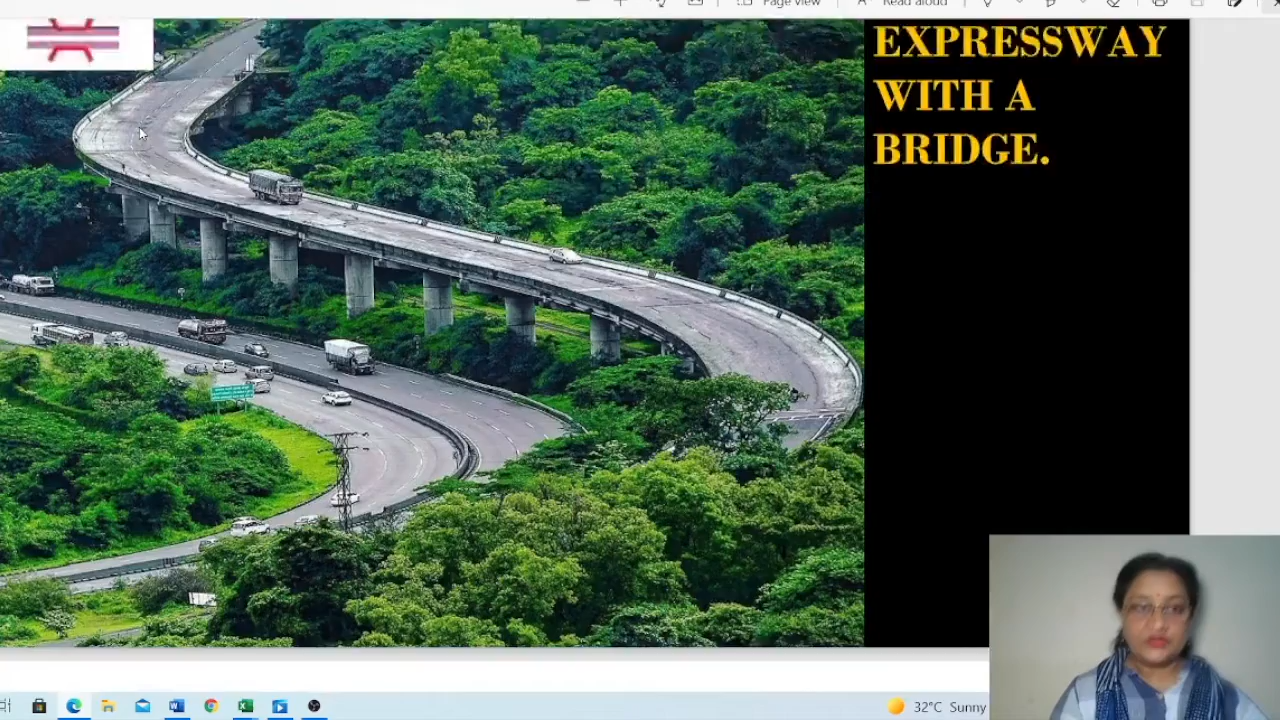 Page view
Read aloud
EXPRESSWAY
WITH A
BRIDGE.
32°C Sunny